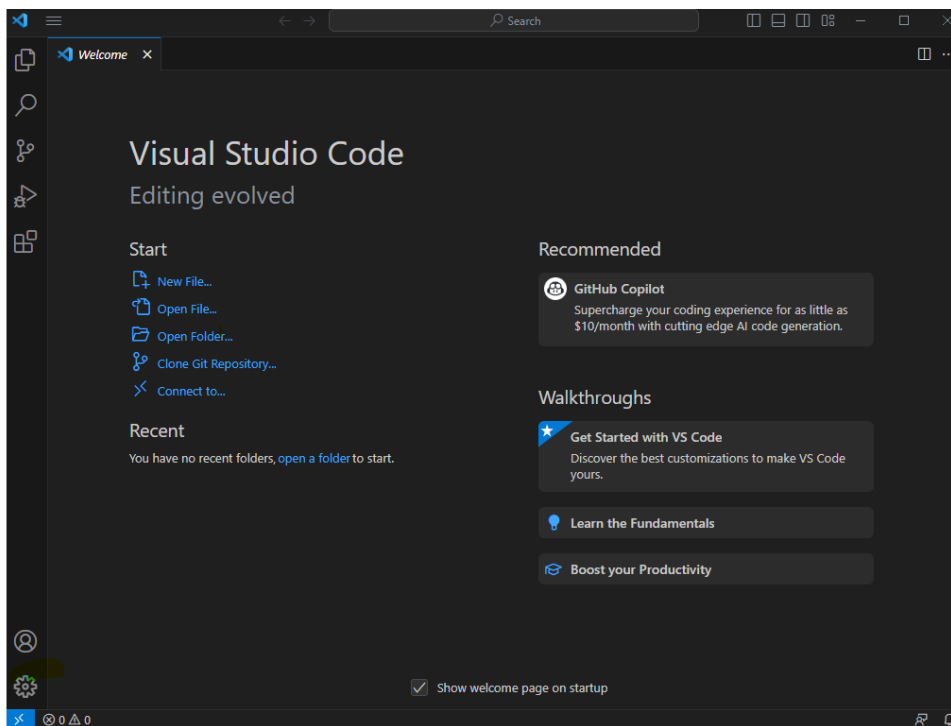 Search
Welcome
Visual Studio Code
Editing evolved
Start
New File...
Open File...
Open Folder...
Clone Git Repository...
Connect to...
Recent
You have no recent folders, open a folder to start.
Recommended
GitHub Copilot
Supercharge your coding experience for as little as
$10/month with cutting edge AI code generation.
Walkthroughs
Get Started with VS Code
Discover the best customizations to make VS Code
yours.
Learn the Fundamentals
Boost your Productivity
Show welcome page on startup
0 0